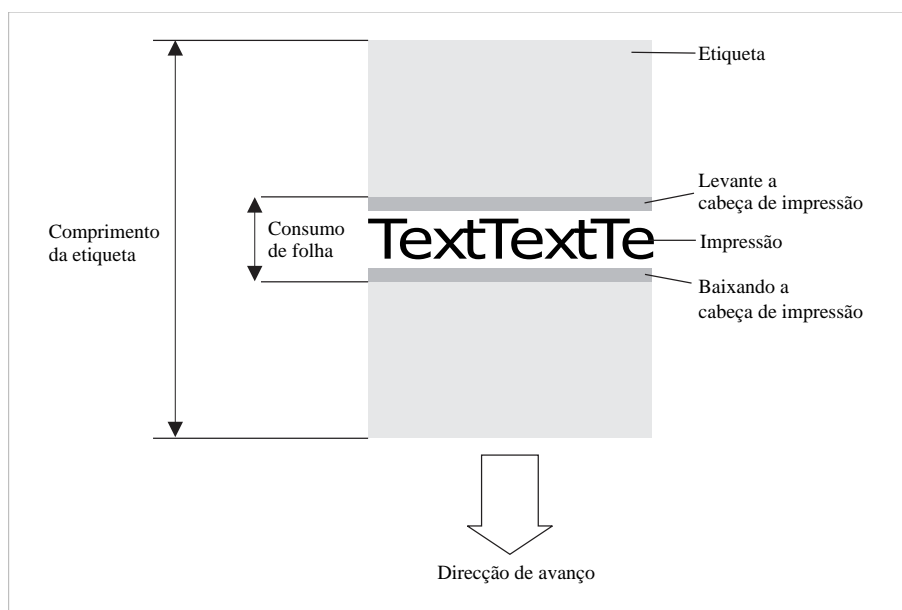 Etiqueta
Levante a
cabeça de impressão
Comprimento
da etiqueta
Consumo
de folha
TextTextTe
Impressão
Baixando a
cabeça de impressão
Direcção de avanço